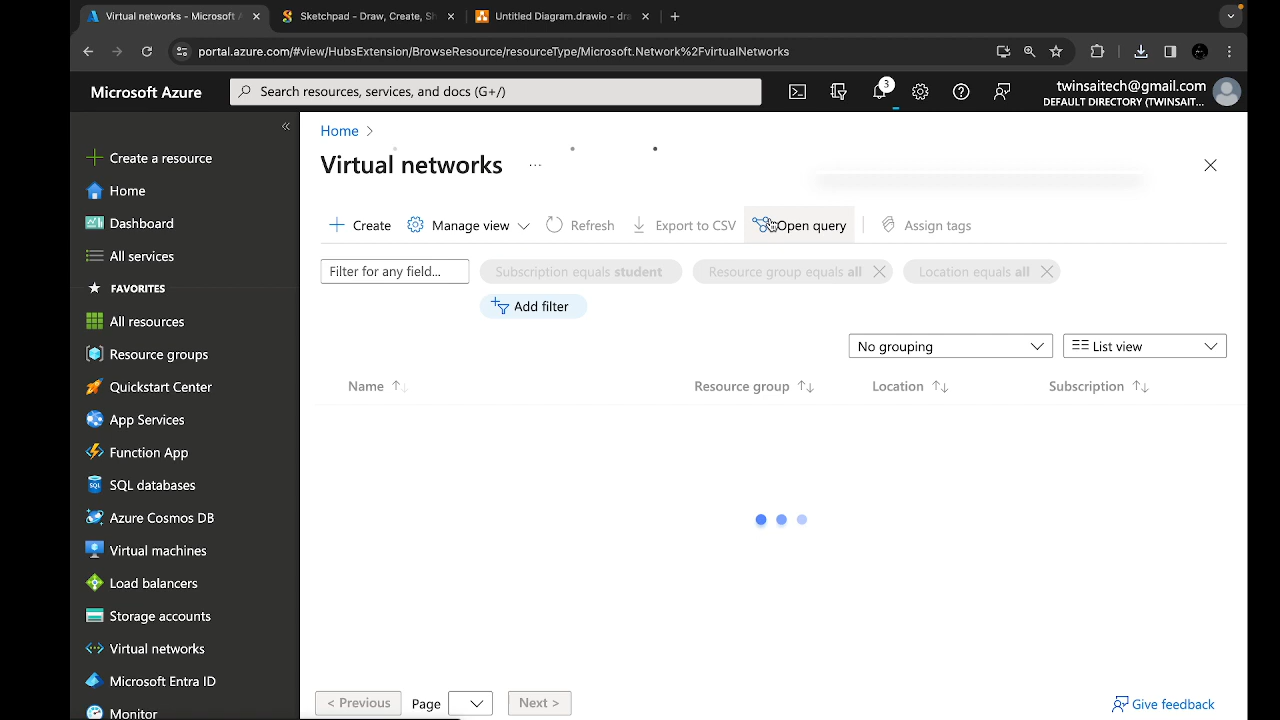 Virtual networks - Microsoft A
Sketchpad - Draw, Create, Sh
Untitled Diagram.drawio - dra
portal.azure.com/#view/HubsExtension/BrowseResource/resourceType/Microsoft.Network%2FvirtualNetworks
Microsoft Azure
Search resources, services, and docs (G+/)
3
twinsaitech@gmail.com
DEFAULT DIRECTORY (TWINSAIT...
Create a resource
Home
Dashboard
All services
FAVORITES
All resources
Resource groups
Quickstart Center
App Services
Function App
SQL databases
Azure Cosmos DB
Virtual machines
Load balancers
Storage accounts
Virtual networks
Microsoft Entra ID
Monitor
Home >
Virtual networks ...
Create Manage view Refresh Export to CSV Open query Assign tags
Filter for any field... Subscription equals student Resource group equals all Location equals all
Add filter
No grouping List view
Name Resource group Location Subscription
< Previous Page Next > Give feedback